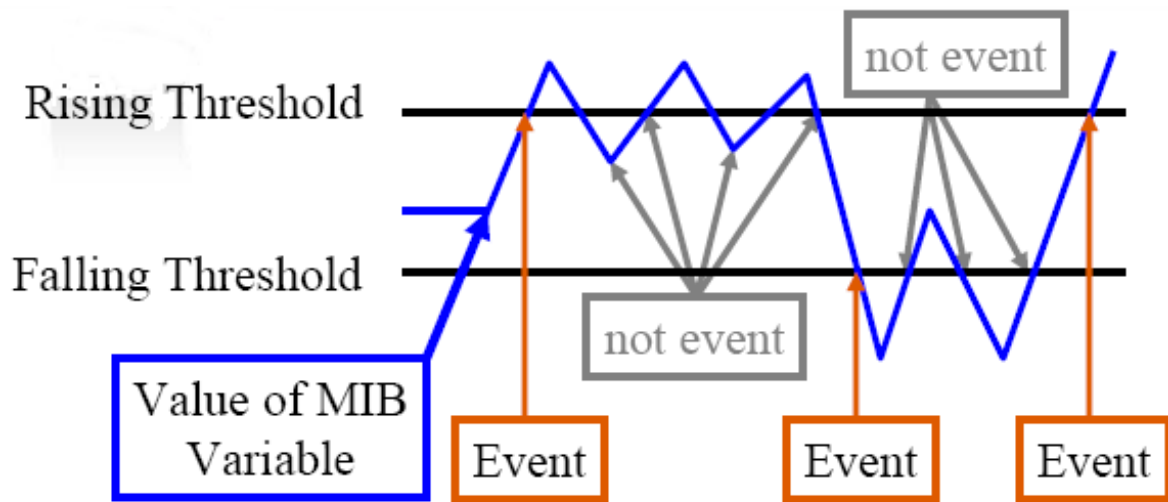 not event
Rising Threshold
Falling Threshold
not event
Value of MIB
Variable
Event
Event
Event